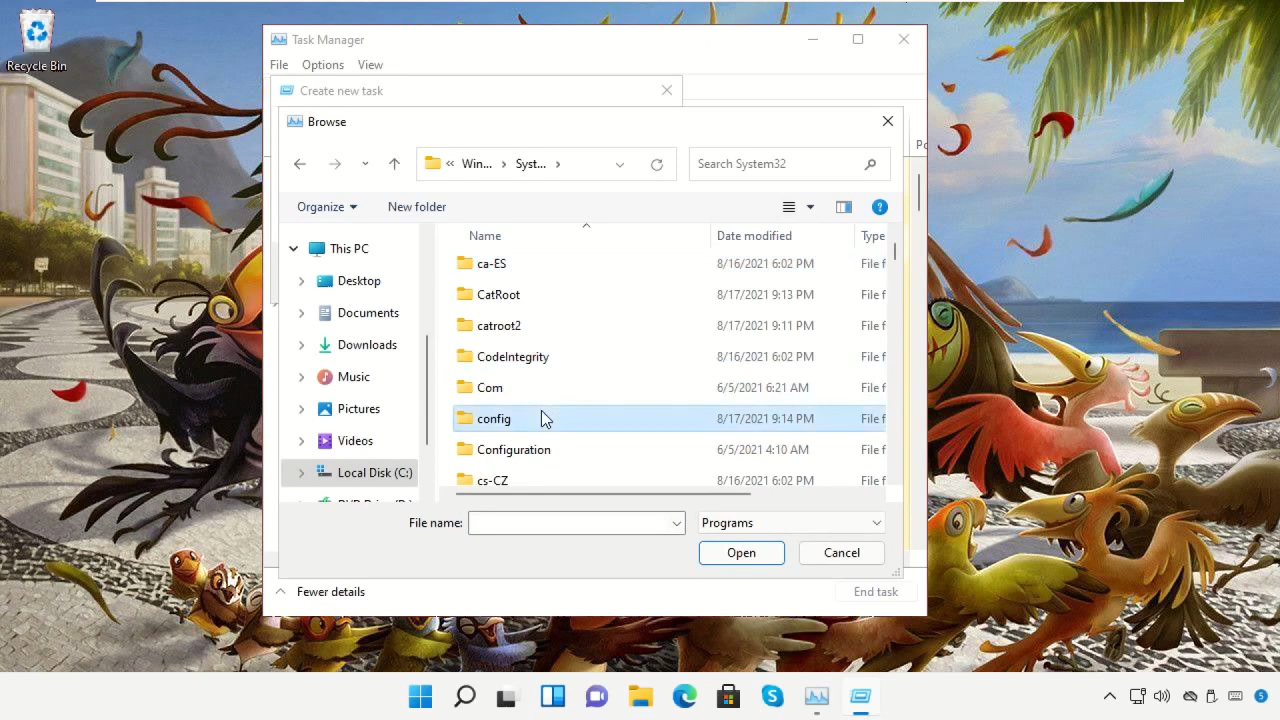 Recycle Bin
Task Manager
File Options View
Create new task
Browse
« Win... › Syst... ›
Search System32
Organize New folder
Name Date modified Type
This PC
Desktop
Documents
Downloads
Music
Pictures
Videos
Local Disk (C:)
ca-ES 8/16/2021 6:02 PM File f
CatRoot 8/17/2021 9:13 PM File f
catroot2 8/17/2021 9:11 PM File f
CodeIntegrity 8/16/2021 6:02 PM File f
Com 6/5/2021 6:21 AM File f
config 8/17/2021 9:14 PM File f
Configuration 6/5/2021 4:10 AM File f
cs-CZ 8/16/2021 6:02 PM File f
File name: Programs
Open Cancel
Fewer details End task
5